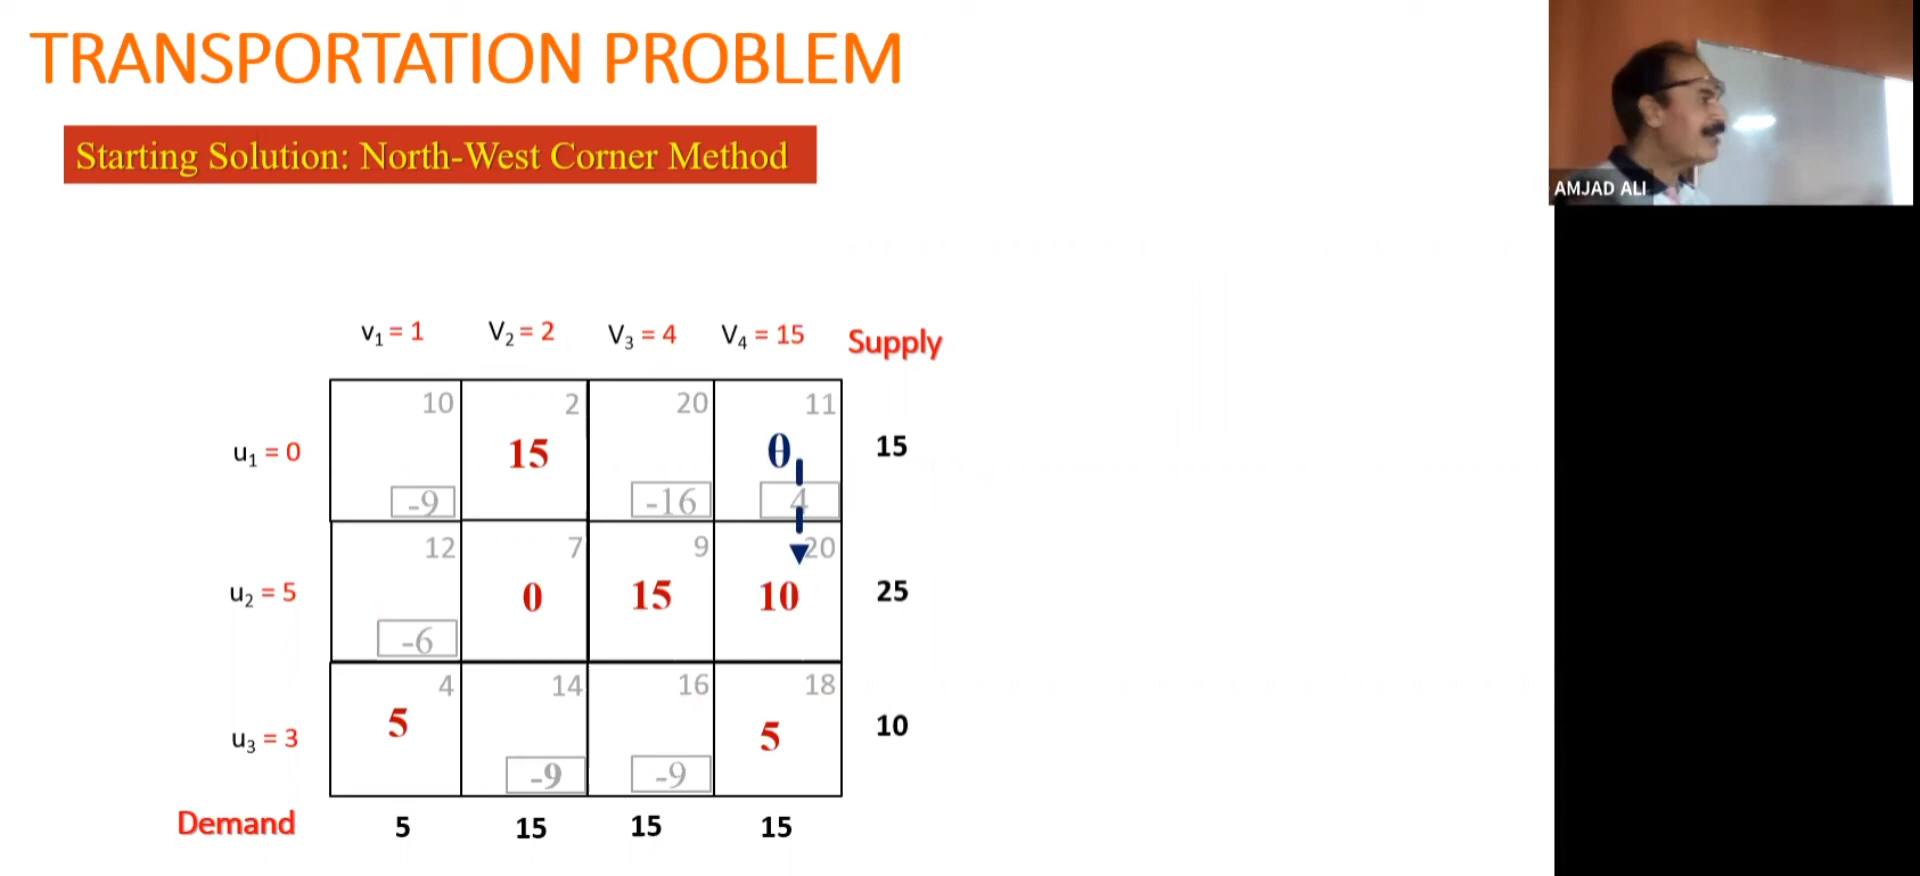 TRANSPORTATION PROBLEM
Starting Solution: North-West Corner Method
AMJAD ALI
v₁ = 1 V₂ = 2 V₃ = 4 V₄ = 15 Supply
10 2 20 11
u₁ = 0 15 θ 15
-9 -16 4
12 7 9 20
u₂ = 5 0 15 10 25
-6
4 14 16 18
u₃ = 3 5 5 10
-9 -9
Demand 5 15 15 15